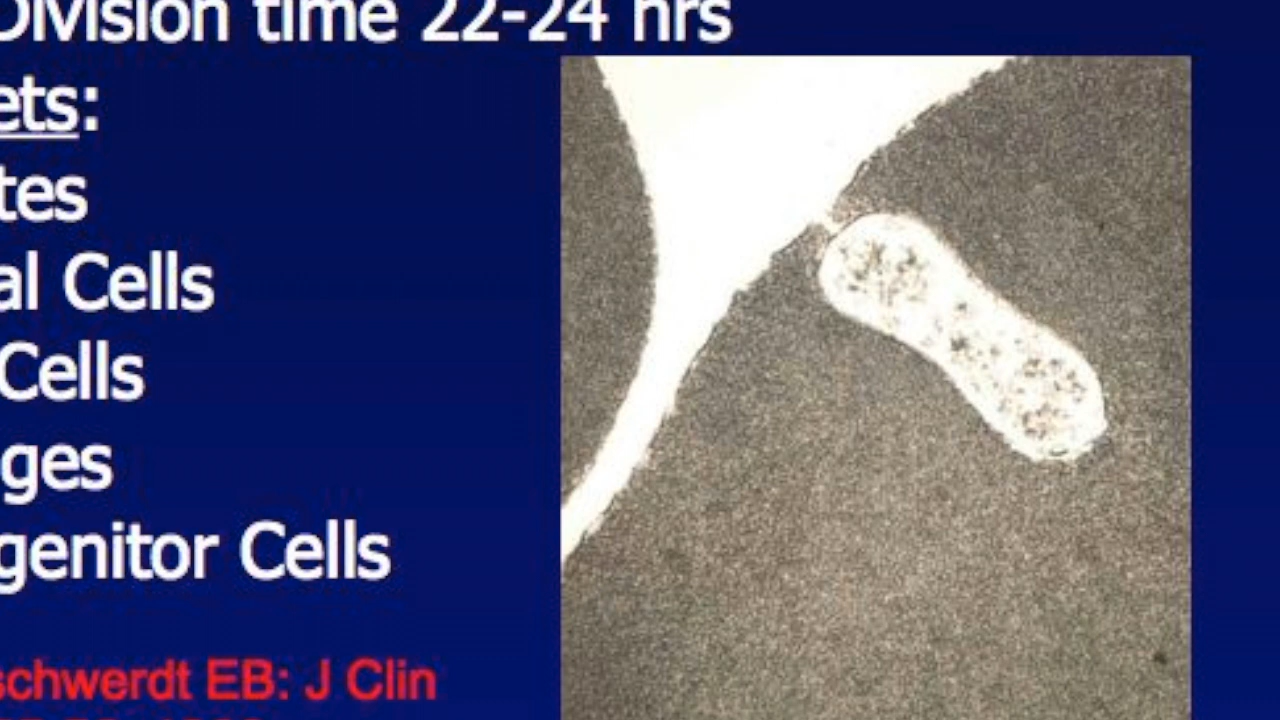 Division time 22-24 hrs
ets:
tes
al Cells
Cells
ges
genitor Cells
schwerdt EB: J Clin